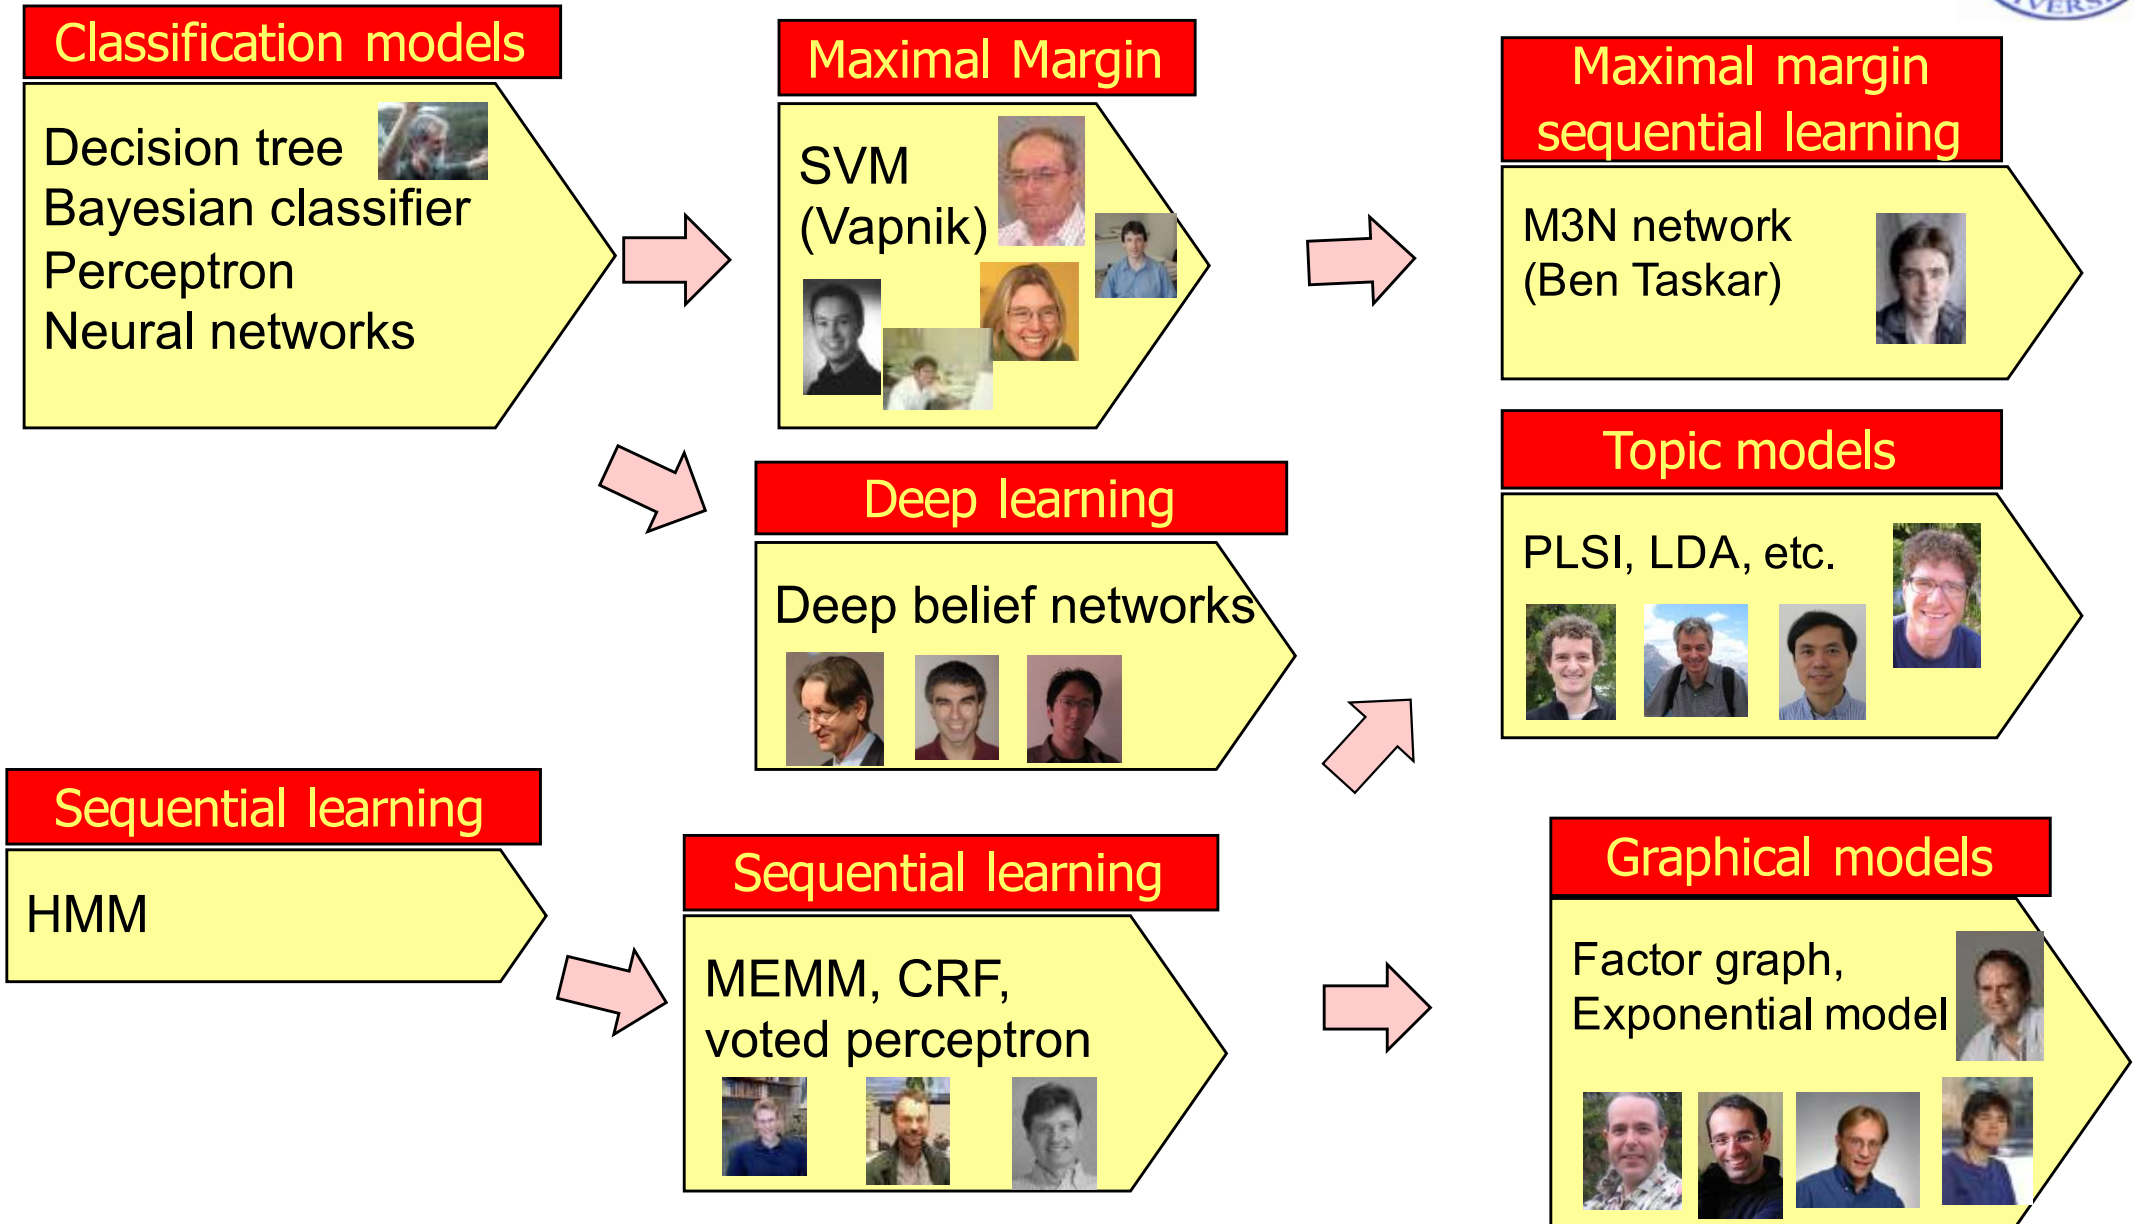 Classification models
Decision tree
Bayesian classifier
Perceptron
Neural networks
Maximal Margin
SVM
(Vapnik)
Maximal margin
sequential learning
M3N network
(Ben Taskar)
Deep learning
Deep belief networks
Topic models
PLSI, LDA, etc.
Sequential learning
HMM
Sequential learning
MEMM, CRF,
voted perceptron
Graphical models
Factor graph,
Exponential model